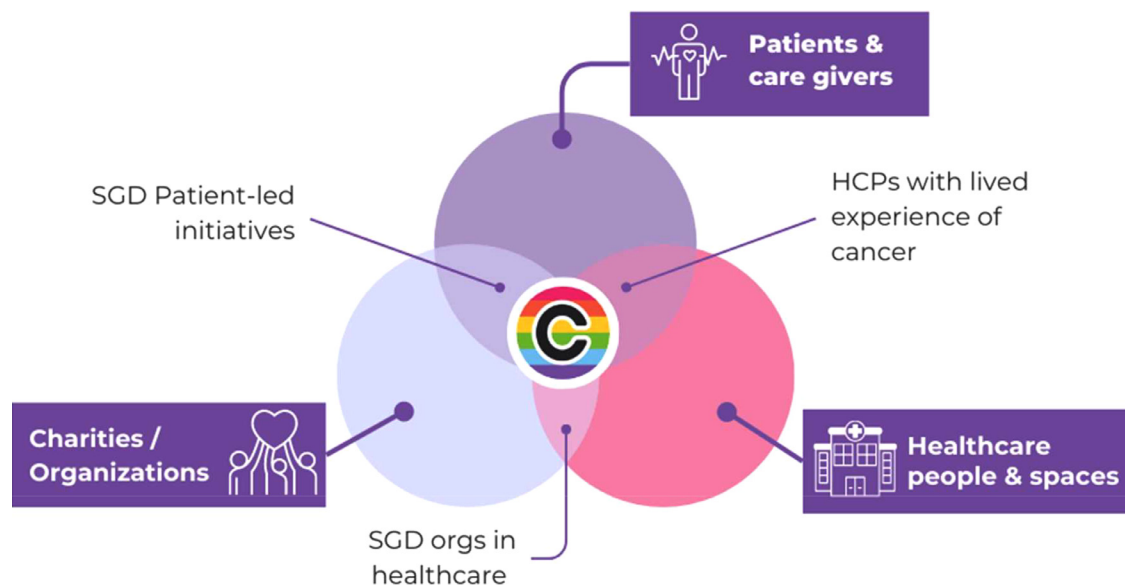 Patients &
care givers
SGD Patient-led
initiatives
HCPs with lived
experience of
cancer
C
Charities /
Organizations
Healthcare
people & spaces
SGD orgs in
healthcare